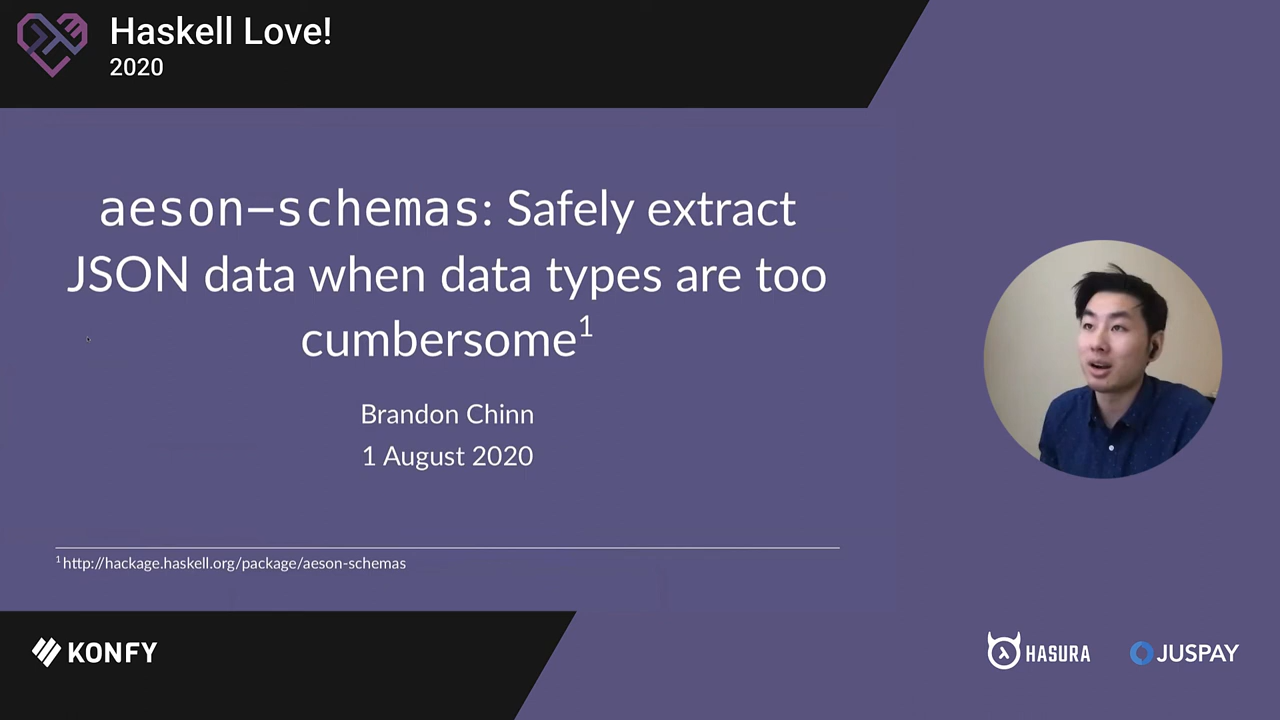 Haskell Love!
2020
aeson-schemas: Safely extract
JSON data when data types are too
cumbersome¹
Brandon Chinn
1 August 2020
¹ http://hackage.haskell.org/package/aeson-schemas
KONFY
HASURA
JUSPAY